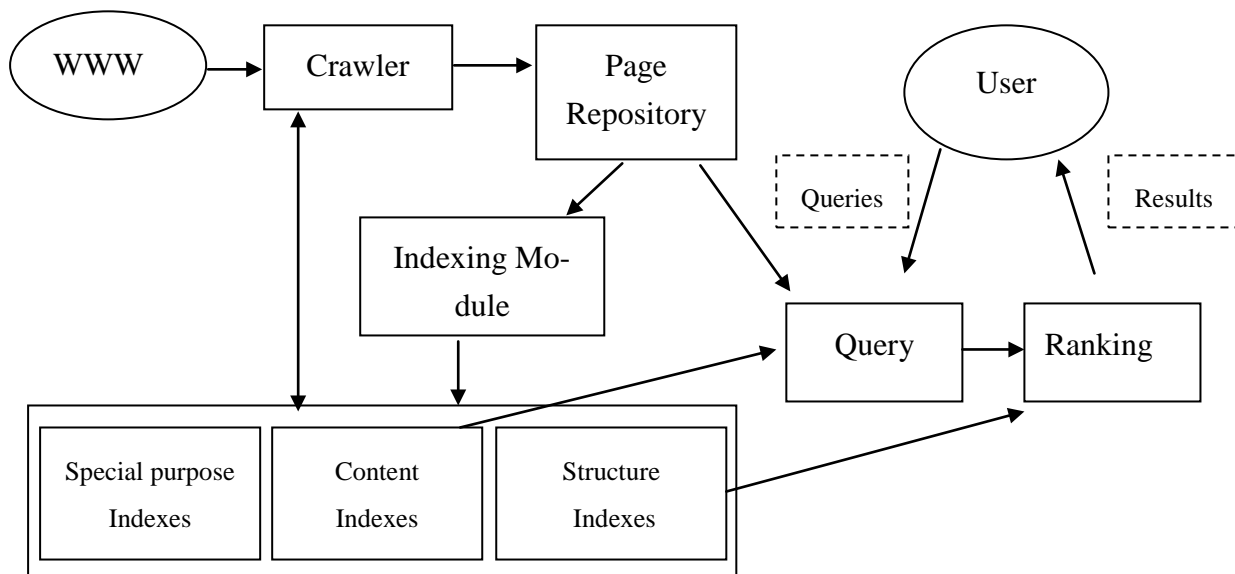 WWW
Crawler
Page
Repository
User
Queries
Results
Indexing Mo-
dule
Query
Ranking
Special purpose
Indexes
Content
Indexes
Structure
Indexes